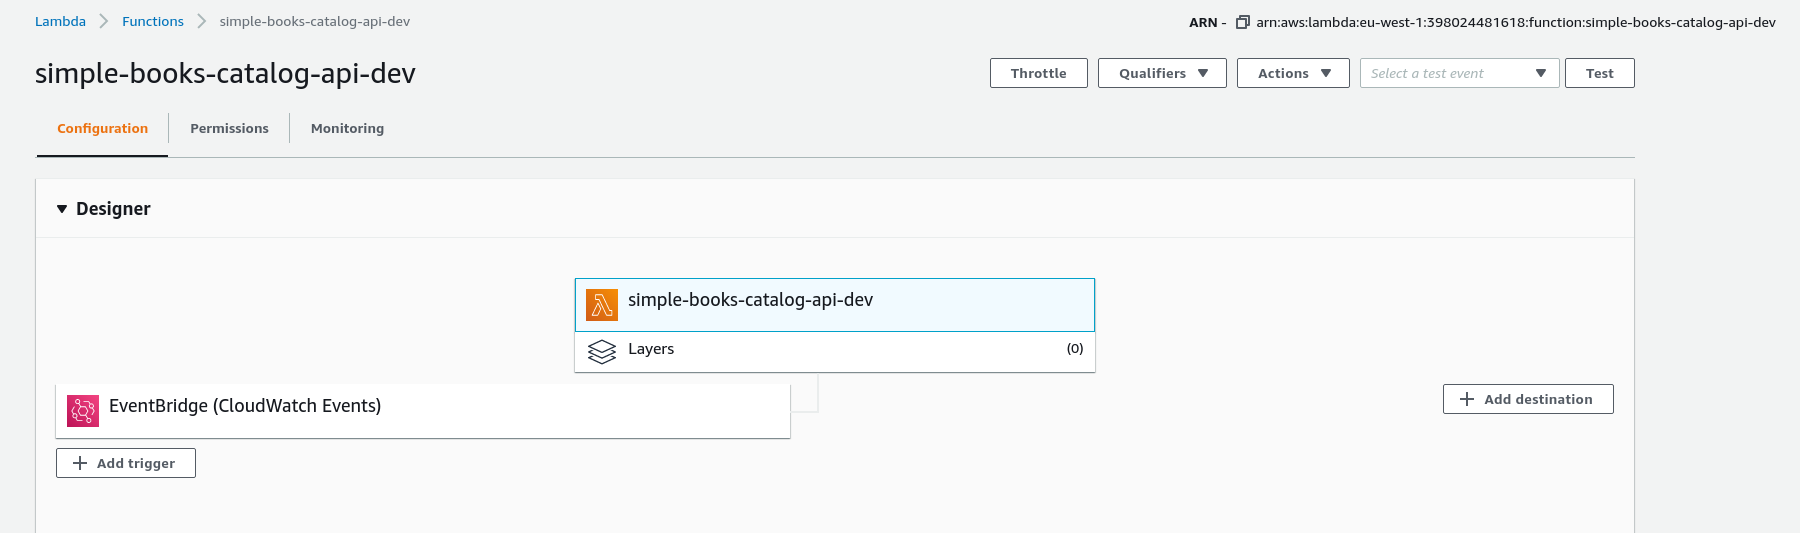 Lambda Functions simple-books-catalog-api-dev
ARN - arn:aws:lambda:eu-west-1:398024481618:function:simple-books-catalog-api-dev
simple-books-catalog-api-dev
Throttle Qualifiers Actions Select a test event Test
Configuration Permissions Monitoring
Designer
simple-books-catalog-api-dev
Layers (0)
EventBridge (CloudWatch Events)
Add destination
Add trigger